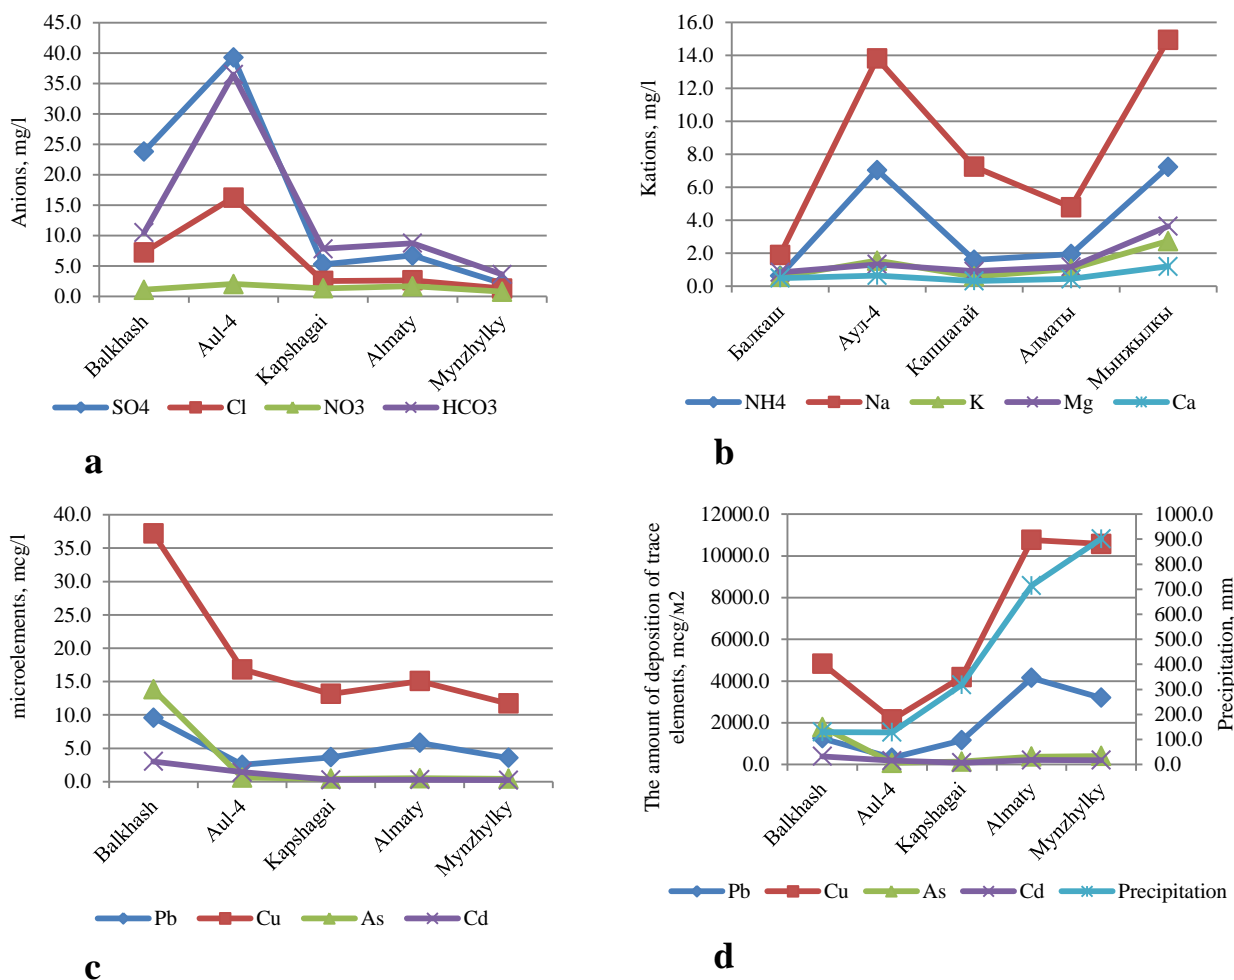 45.0
40.0
35.0
30.0
25.0
20.0
15.0
10.0
5.0
0.0
Anions, mg/l
Balkhash
Aul-4
Kapshagai
Almaty
Mynzhylky
SO4 Cl NO3 HCO3
a
16.0
14.0
12.0
10.0
8.0
6.0
4.0
2.0
0.0
Kations, mg/l
Балкаш
Аул-4
Капшагай
Алматы
Мынжылкы
NH4 Na K Mg Ca
b
40.0
35.0
30.0
25.0
20.0
15.0
10.0
5.0
0.0
microelements, mcg/l
Balkhash
Aul-4
Kapshagai
Almaty
Mynzhylky
Pb Cu As Cd
c
12000.0
10000.0
8000.0
6000.0
4000.0
2000.0
0.0
The amount of deposition of trace
elements, mcg/м2
1000.0
900.0
800.0
700.0
600.0
500.0
400.0
300.0
200.0
100.0
0.0
Precipitation, mm
Balkhash
Aul-4
Kapshagai
Almaty
Mynzhylky
Pb Cu As Cd Precipitation
d